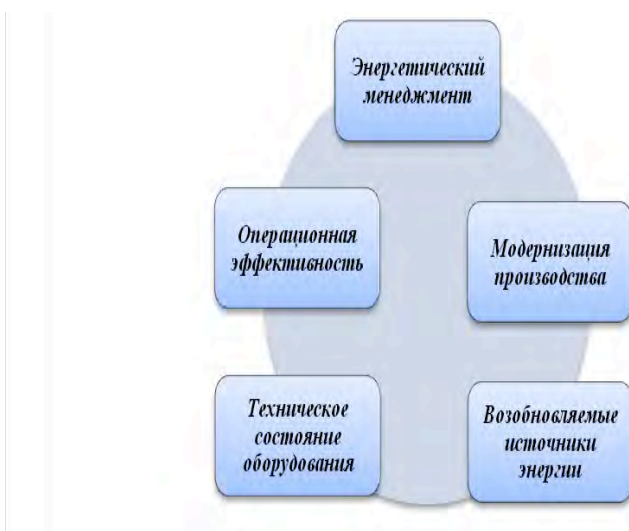 Энергетический
менеджмент
Операционная
эффективность
Модернизация
производства
Техническое
состояние
оборудования
Возобновляемые
источники
энергии